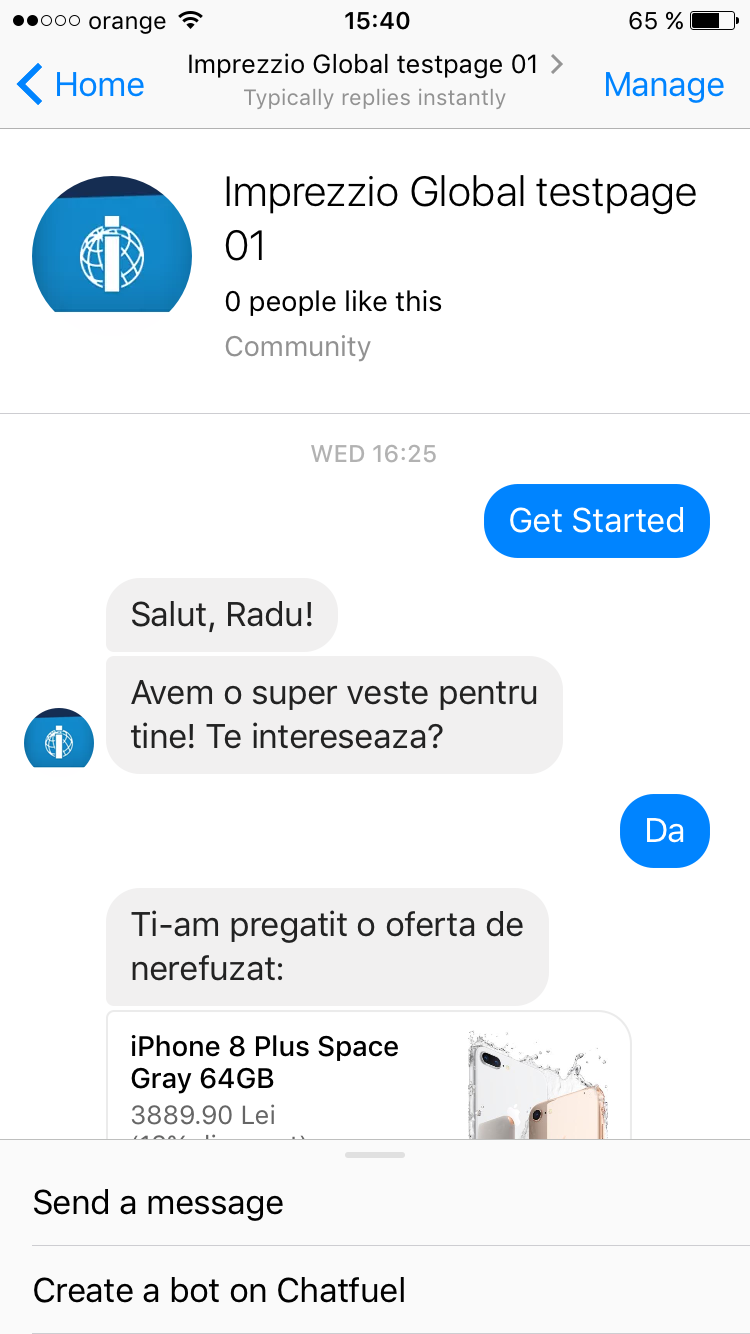 orange 15:40 65 %
Home Imprezzio Global testpage 01 Manage
Typically replies instantly
Imprezzio Global testpage
01
0 people like this
Community
WED 16:25
Get Started
Salut, Radu!
Avem o super veste pentru
tine! Te intereseaza?
Da
Ti-am pregatit o oferta de
nerefuzat:
iPhone 8 Plus Space
Gray 64GB
3889.90 Lei
Send a message
Create a bot on Chatfuel